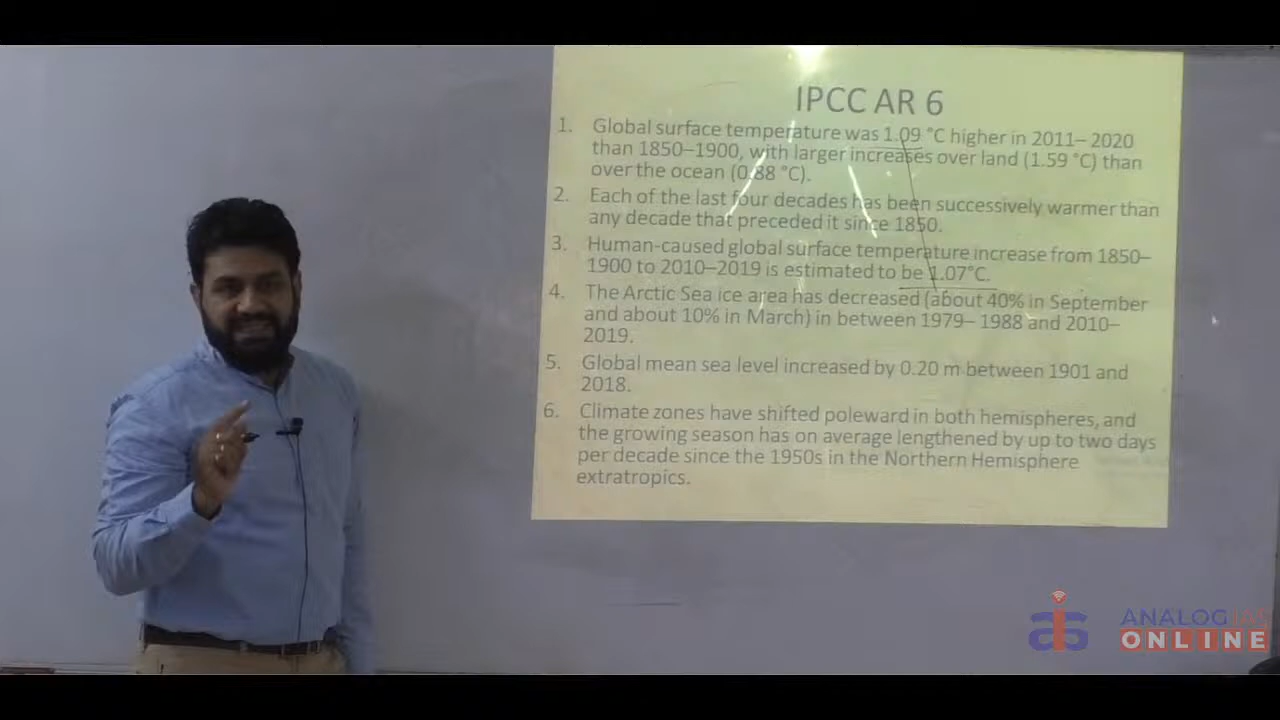 IPCC AR 6
1. Global surface temperature was 1.09 °C higher in 2011– 2020
than 1850–1900, with larger increases over land (1.59 °C) than
over the ocean (0.88 °C).
2. Each of the last four decades has been successively warmer than
any decade that preceded it since 1850.
3. Human-caused global surface temperature increase from 1850–
1900 to 2010–2019 is estimated to be 1.07°C.
4. The Arctic Sea ice area has decreased (about 40% in September
and about 10% in March) in between 1979– 1988 and 2010–
2019.
5. Global mean sea level increased by 0.20 m between 1901 and
2018.
6. Climate zones have shifted poleward in both hemispheres, and
the growing season has on average lengthened by up to two days
per decade since the 1950s in the Northern Hemisphere
extratropics.
ANALOG IAS
ONLINE